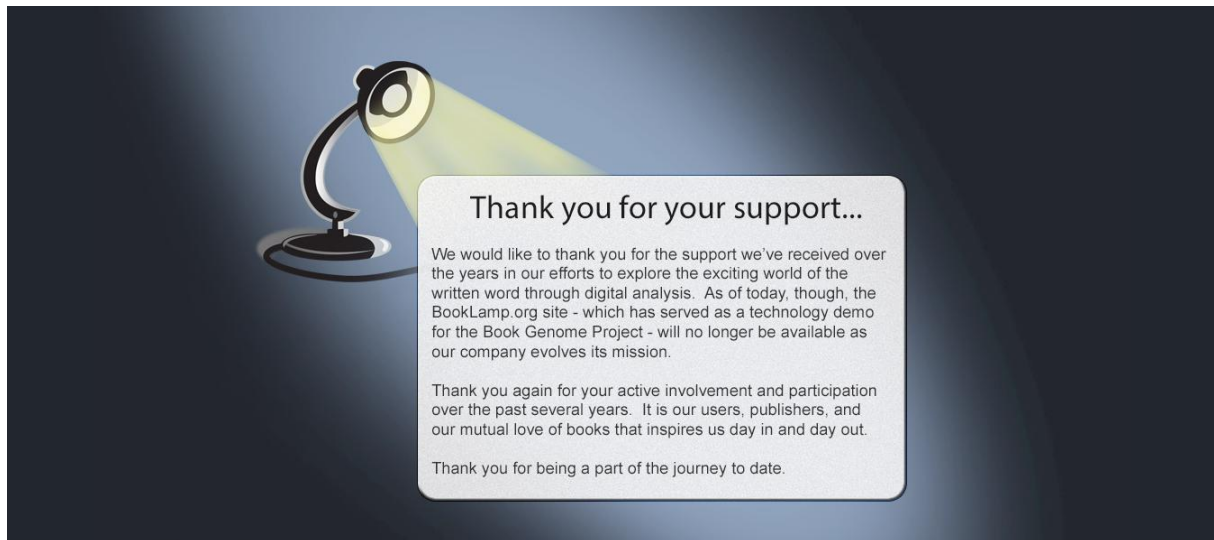 Thank you for your support...
We would like to thank you for the support we've received over
the years in our efforts to explore the exciting world of the
written word through digital analysis.  As of today, though, the
BookLamp.org site - which has served as a technology demo
for the Book Genome Project - will no longer be available as
our company evolves its mission.
Thank you again for your active involvement and participation
over the past several years.  It is our users, publishers, and
our mutual love of books that inspires us day in and day out.
Thank you for being a part of the journey to date.